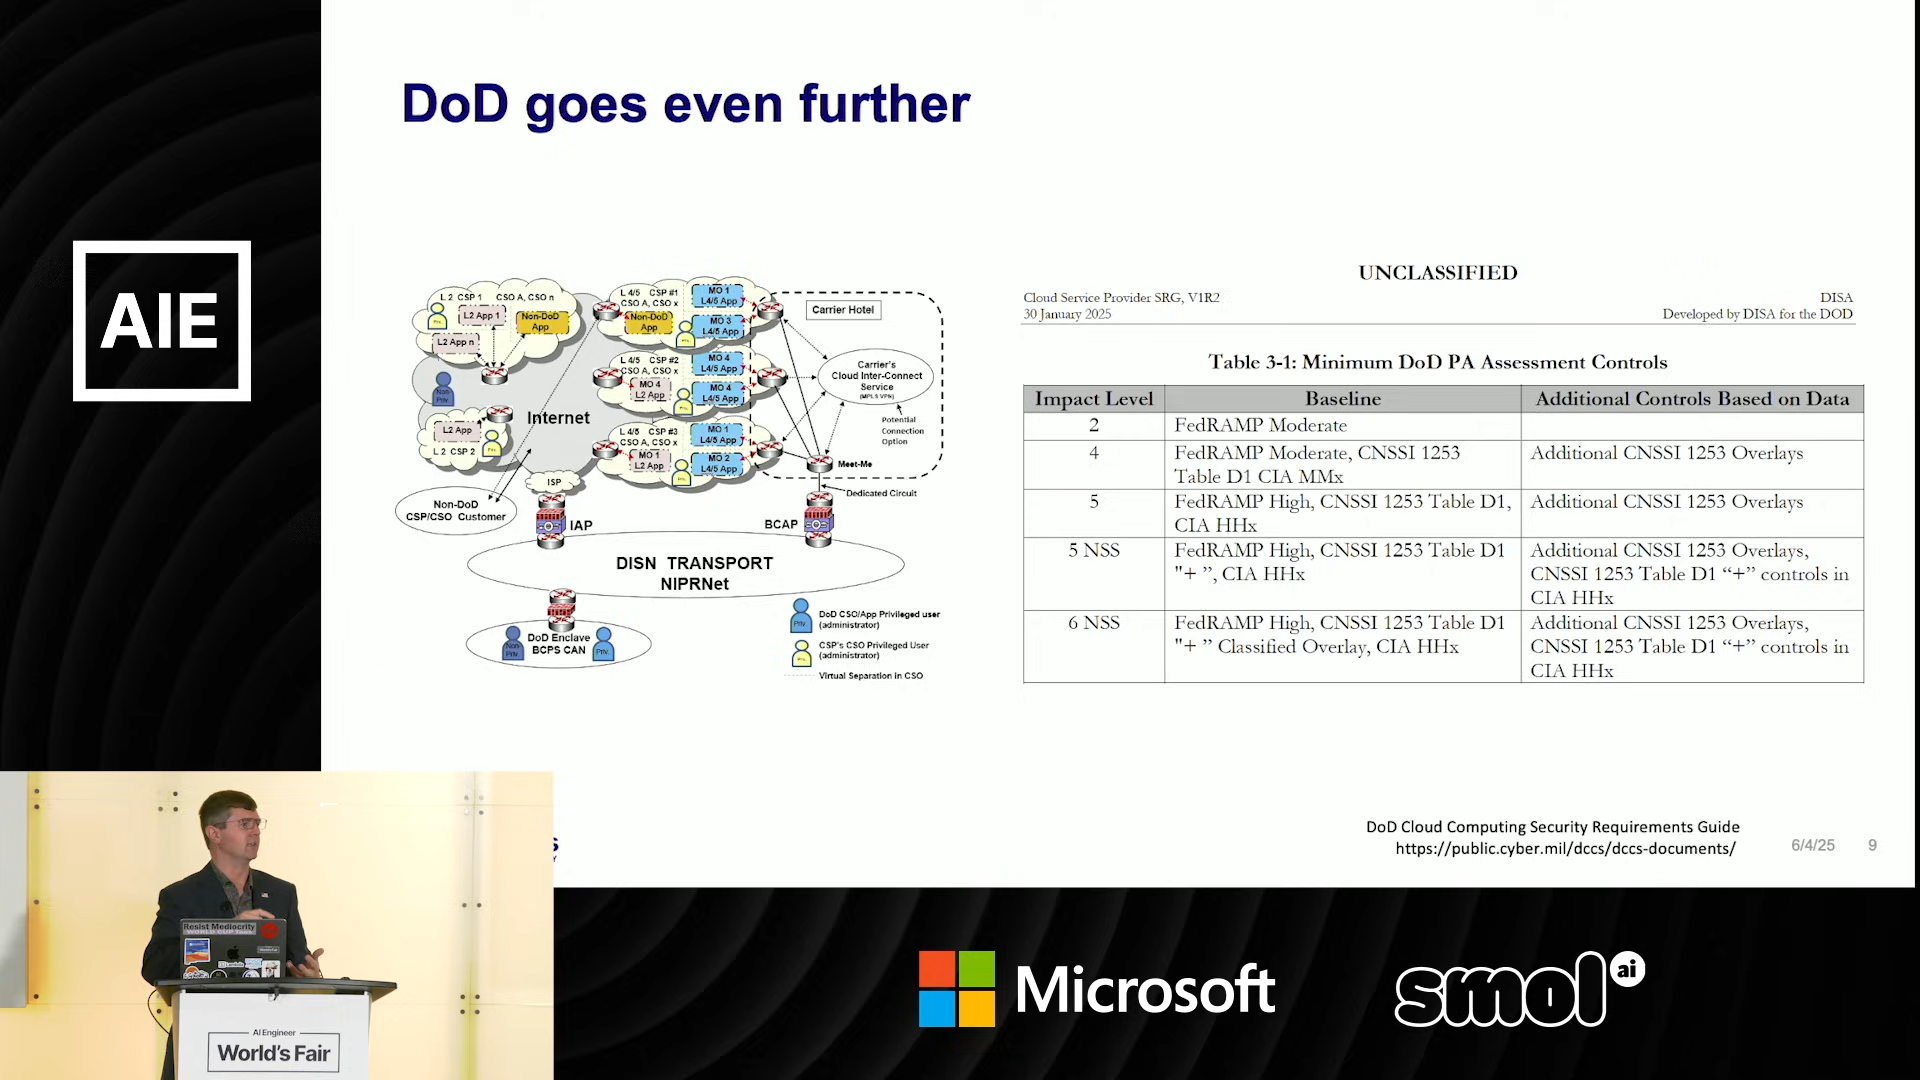 DoD goes even further
AIE
L 2 CSP 1 CSO A, CSO n
L2 App 1
Non-DoD
App
L2 App n
Non
Priv.
L2 App
L 2 CSP 2
Internet
Non-DoD
CSP/CSO Customer
ISP
IAP
L 4/5 CSP #1
CSO A, CSO x
Non-DoD
App
MO 1
L4/5 App
MO 3
L4/5 App
L 4/5 CSP #2
CSO A, CSO x
MO 4
L2 App
MO 4
L4/5 App
MO 4
L4/5 App
L 4/5 CSP #3
CSO A, CSO x
MO 1
L2 App
MO 1
L4/5 App
MO 2
L4/5 App
Carrier Hotel
Carrier's
Cloud Inter-Connect
Service
(MPLS VPN)
Potential
Connection
Option
Meet-Me
Dedicated Circuit
BCAP
DISN TRANSPORT
NIPRNet
DoD Enclave
BCPS CAN
Non
Priv.
Priv.
Priv.
DoD CSO/App Privileged user
(administrator)
CSP's CSO Privileged User
(administrator)
Virtual Separation in CSO
UNCLASSIFIED
Cloud Service Provider SRG, V1R2 DISA
30 January 2025 Developed by DISA for the DOD
Table 3-1: Minimum DoD PA Assessment Controls
Impact Level Baseline Additional Controls Based on Data
2 FedRAMP Moderate
4 FedRAMP Moderate, CNSSI 1253 Additional CNSSI 1253 Overlays
Table D1 CIA MMx
5 FedRAMP High, CNSSI 1253 Table D1, Additional CNSSI 1253 Overlays
CIA HHx
5 NSS FedRAMP High, CNSSI 1253 Table D1 Additional CNSSI 1253 Overlays,
"+ ”, CIA HHx CNSSI 1253 Table D1 “+” controls in
CIA HHx
6 NSS FedRAMP High, CNSSI 1253 Table D1 Additional CNSSI 1253 Overlays,
"+ ” Classified Overlay, CIA HHx CNSSI 1253 Table D1 “+” controls in
CIA HHx
DoD Cloud Computing Security Requirements Guide
https://public.cyber.mil/dccs/dccs-documents/
6/4/25 9
Resist Mediocrity
AI Engineer
World's Fair
Microsoft
smol ai